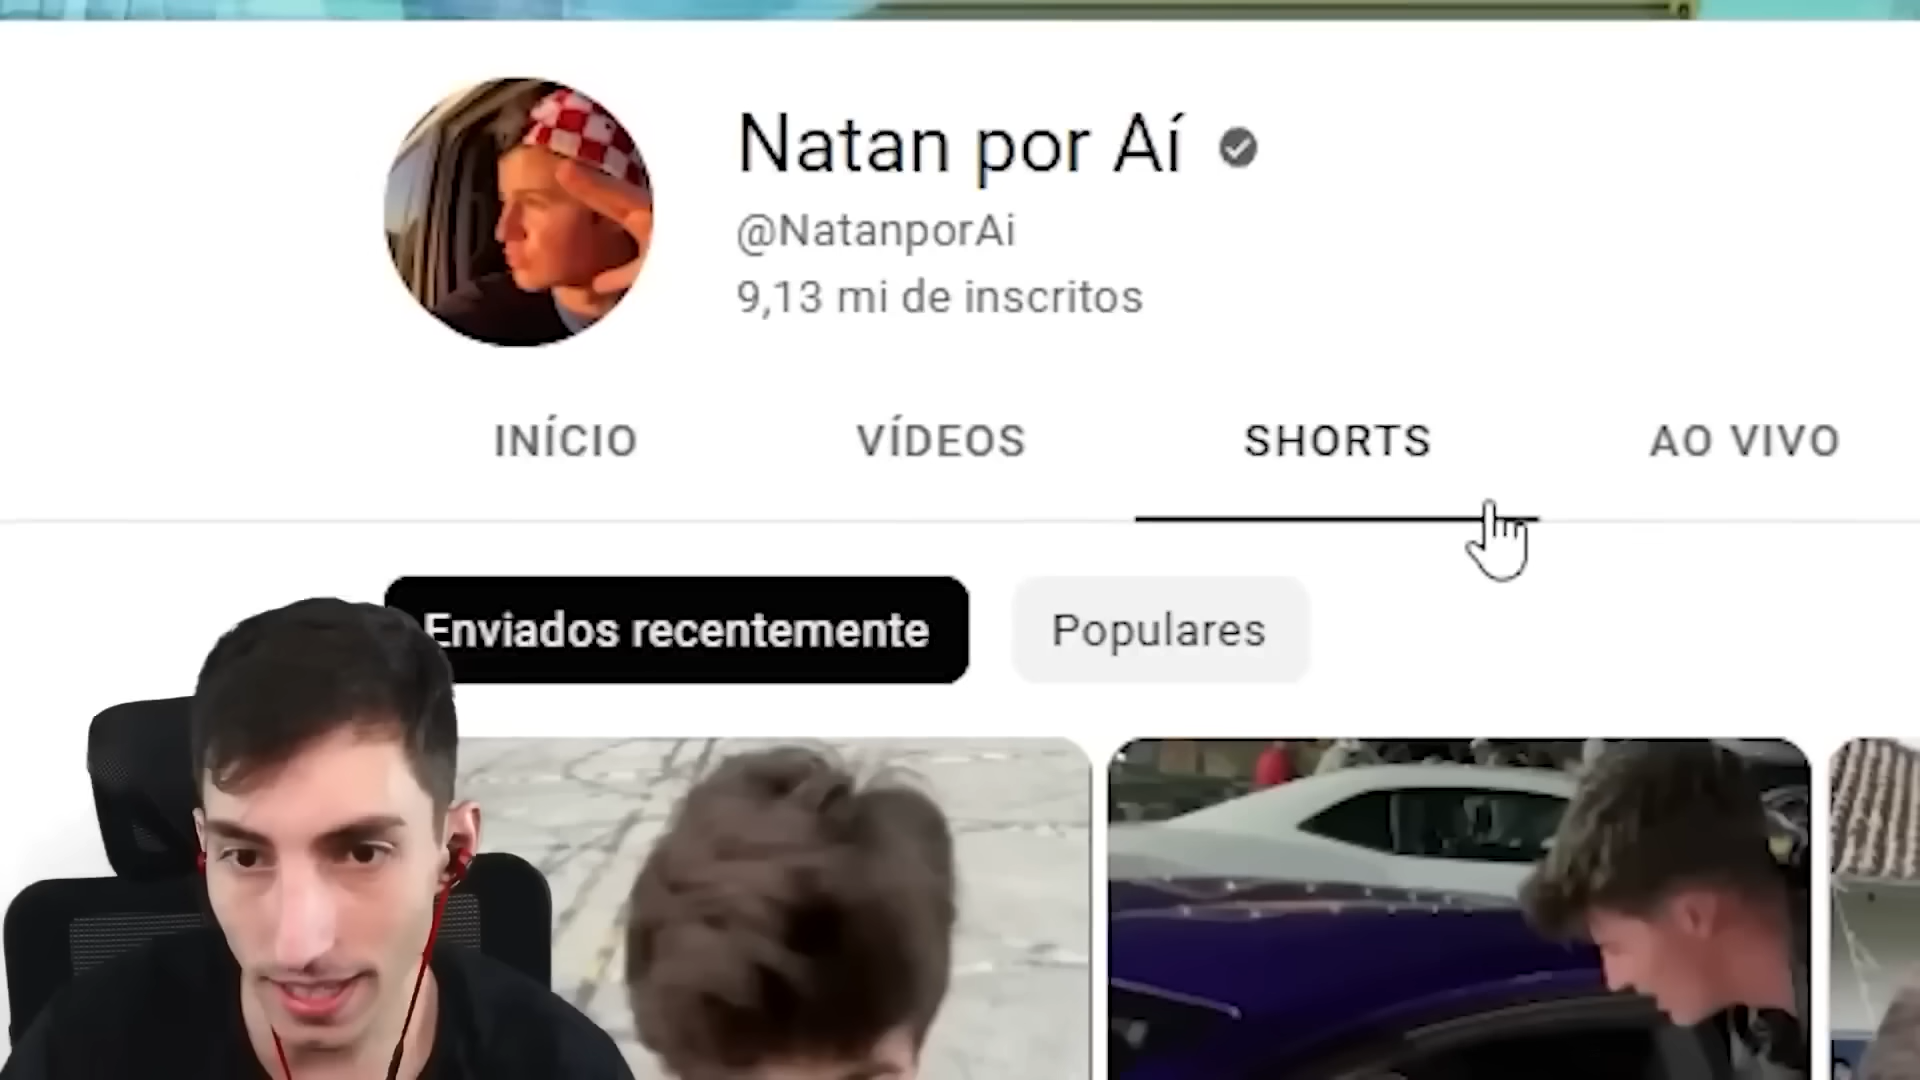 Natan por Aí
@NatanporAi
9,13 mi de inscritos
INÍCIO VÍDEOS SHORTS AO VIVO
Enviados recentemente Populares